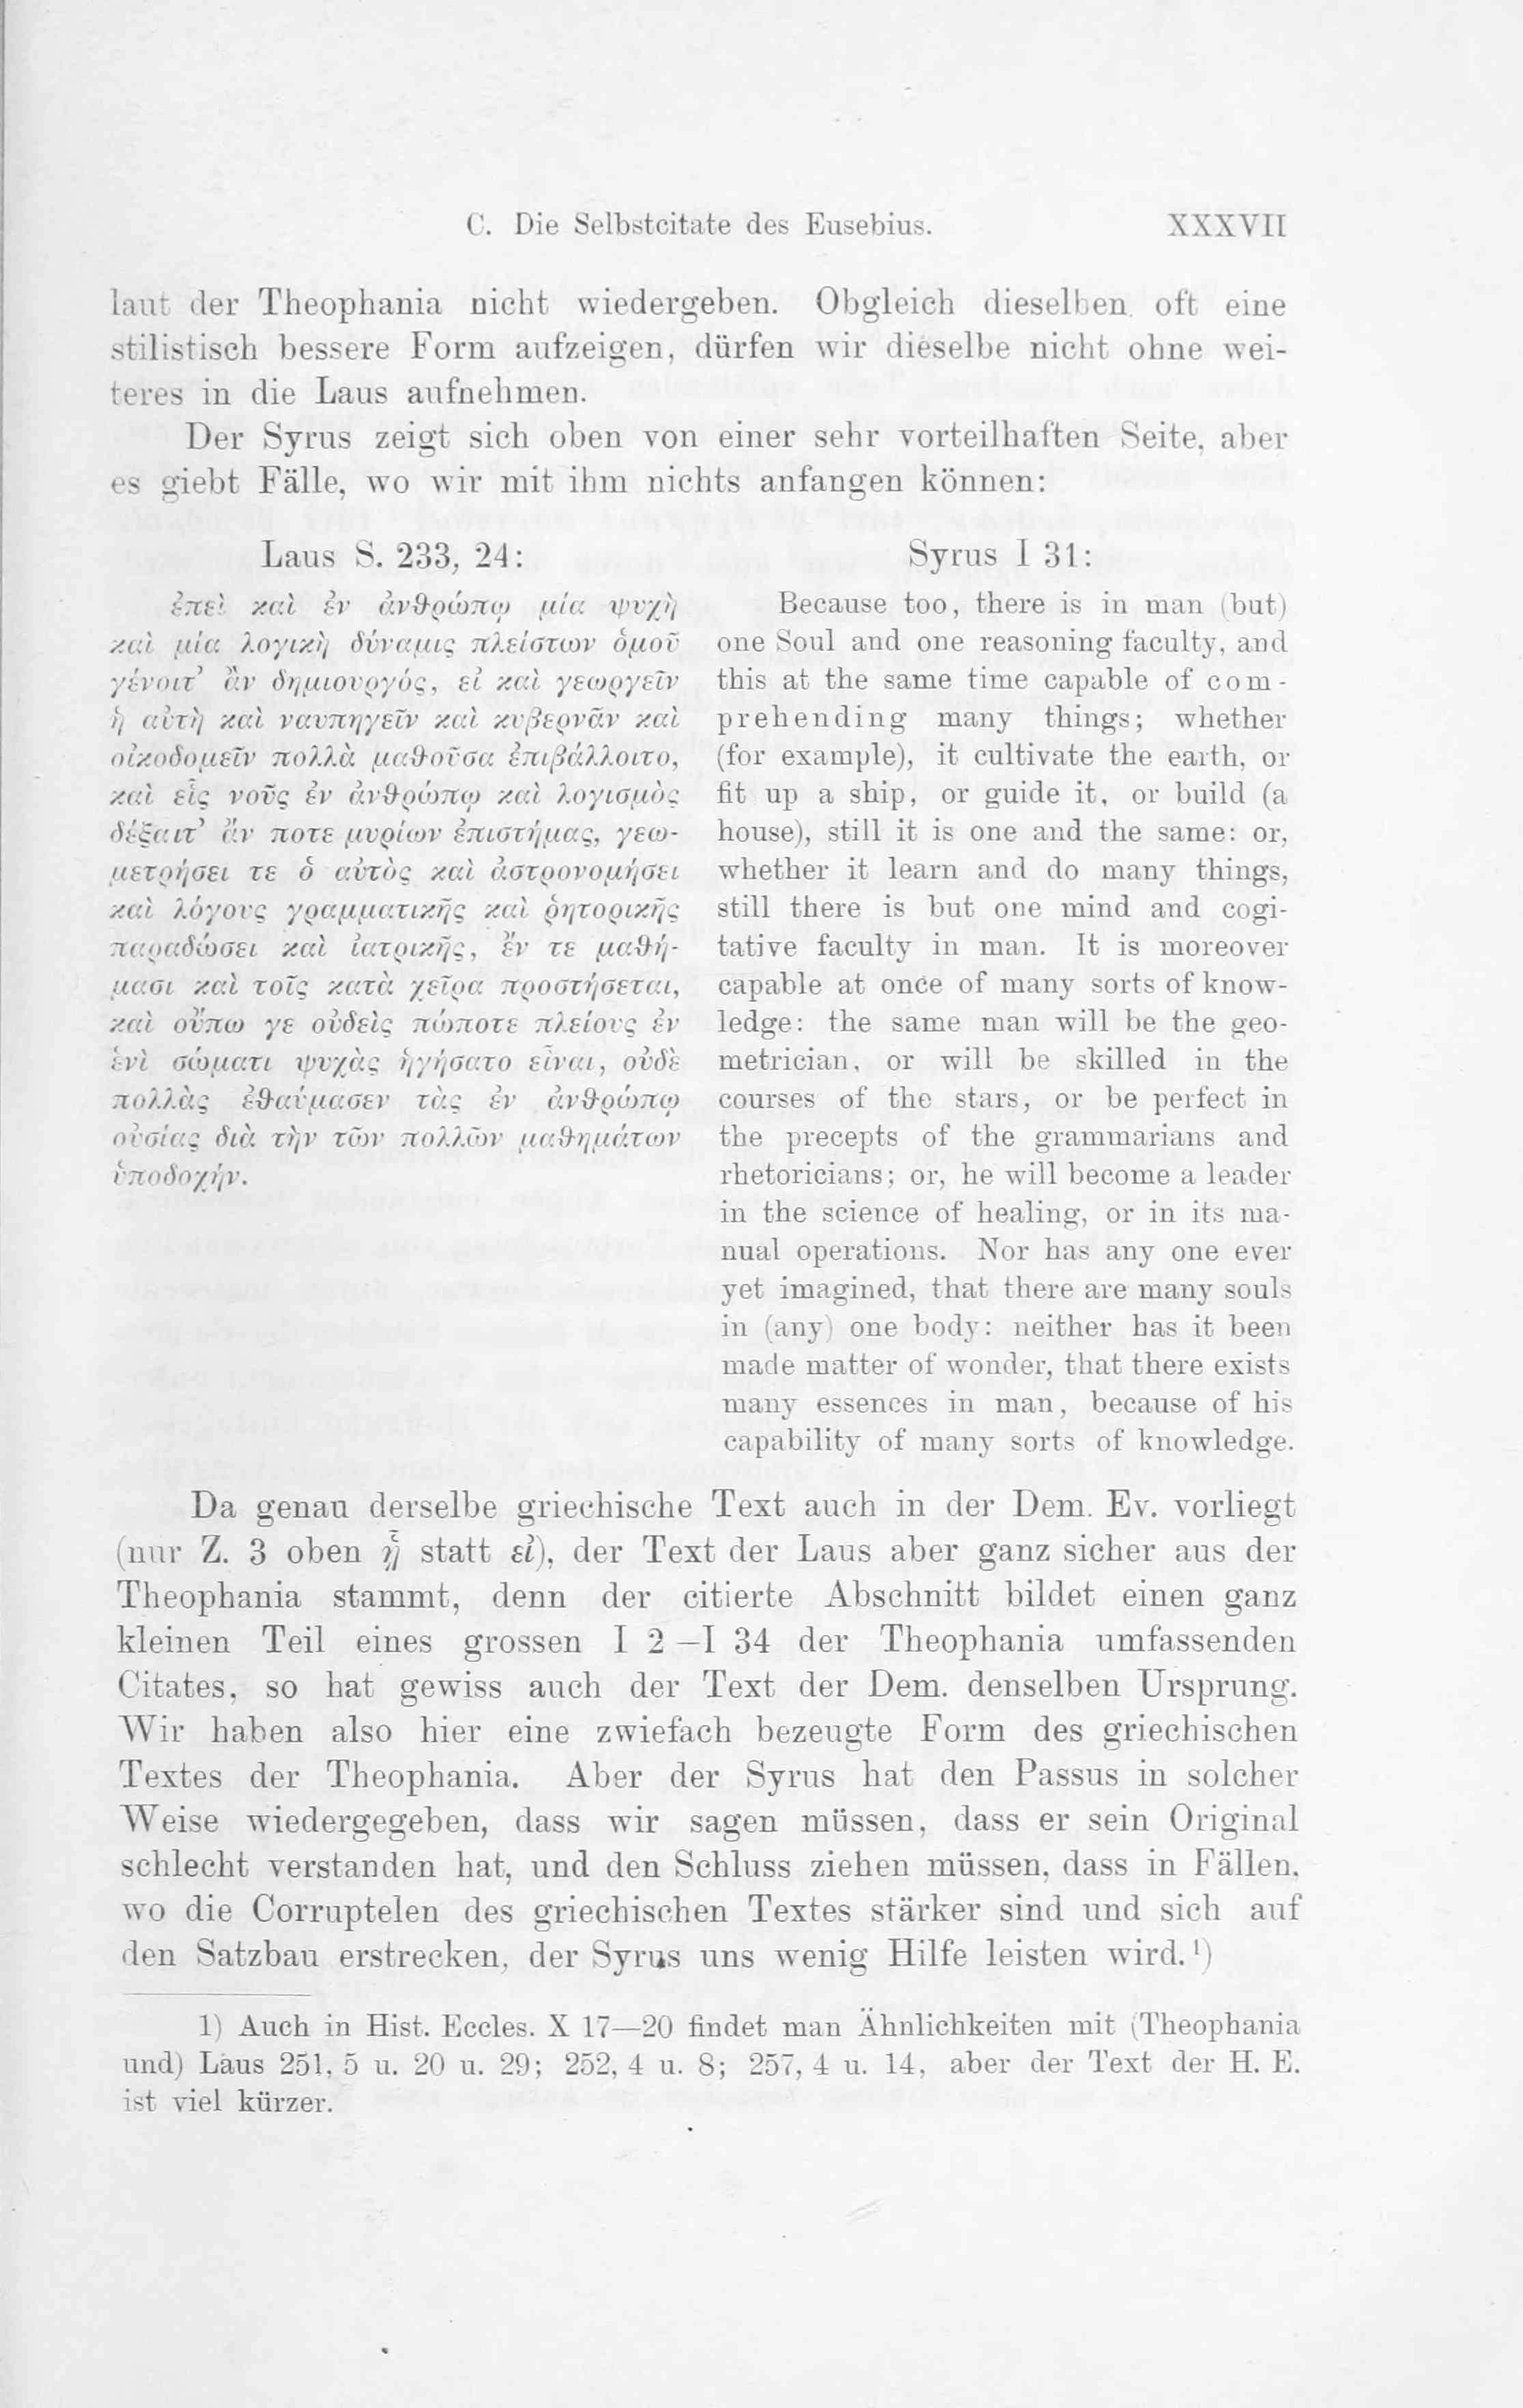 C. Die Selbstcitate des Eusebius. XXXVII
laut der Theophania nicht wiedergeben. Obgleich dieselben oft eine
stilistisch bessere Form aufzeigen, dürfen wir dieselbe nicht ohne wei-
teres in die Laus aufnehmen.
Der Syrus zeigt sich oben von einer sehr vorteilhaften Seite, aber
es giebt Fälle, wo wir mit ihm nichts anfangen können:
Laus S. 233, 24:
ἐπεὶ καὶ ἐν ἀνθρώπῳ μία ψυχὴ
καὶ μία λογικὴ δύναμις πλείστων ὁμοῦ
γένοιτ’ ἂν δημιουργός, εἰ καὶ γεωργεῖν
ἡ αὐτὴ καὶ ναυπηγεῖν καὶ κυβερνᾶν καὶ
οἰκοδομεῖν πολλὰ μαθοῦσα ἐπιβάλλοιτο,
καὶ εἷς νοῦς ἐν ἀνθρώπῳ καὶ λογισμὸς
δέξαιτ’ ἄν ποτε μυρίων ἐπιστήμας, γεω-
μετρήσει τε ὁ αὐτὸς καὶ ἀστρονομήσει
καὶ λόγους γραμματικῆς καὶ ῥητορικῆς
παραδώσει καὶ ἰατρικῆς, ἔν τε μαθή-
μασι καὶ τοῖς κατὰ χεῖρα προστήσεται,
καὶ οὔπω γε οὐδεὶς πώποτε πλείους ἐν
ἑνὶ σώματι ψυχὰς ἡγήσατο εἶναι, οὐδὲ
πολλὰς ἐθαύμασεν τὰς ἐν ἀνθρώπῳ
οὐσίας διὰ τὴν τῶν πολλῶν μαθημάτων
ὑποδοχήν.
Syrus I 31:
Because too, there is in man (but)
one Soul and one reasoning faculty, and
this at the same time capable of com-
prehending many things; whether
(for example), it cultivate the earth, or
fit up a ship, or guide it, or build (a
house), still it is one and the same: or,
whether it learn and do many things,
still there is but one mind and cogi-
tative faculty in man. It is moreover
capable at once of many sorts of know-
ledge: the same man will be the geo-
metrician, or will be skilled in the
courses of the stars, or be perfect in
the precepts of the grammarians and
rhetoricians; or, he will become a leader
in the science of healing, or in its ma-
nual operations. Nor has any one ever
yet imagined, that there are many souls
in (any) one body: neither has it been
made matter of wonder, that there exists
many essences in man, because of his
capability of many sorts of knowledge.
Da genau derselbe griechische Text auch in der Dem. Ev. vorliegt
(nur Z. 3 oben ᾖ statt εἰ), der Text der Laus aber ganz sicher aus der
Theophania stammt, denn der citierte Abschnitt bildet einen ganz
kleinen Teil eines grossen I 2—I 34 der Theophania umfassenden
Citates, so hat gewiss auch der Text der Dem. denselben Ursprung.
Wir haben also hier eine zwiefach bezeugte Form des griechischen
Textes der Theophania. Aber der Syrus hat den Passus in solcher
Weise wiedergegeben, dass wir sagen müssen, dass er sein Original
schlecht verstanden hat, und den Schluss ziehen müssen, dass in Fällen,
wo die Corruptelen des griechischen Textes stärker sind und sich auf
den Satzbau erstrecken, der Syrus uns wenig Hilfe leisten wird.¹)
1) Auch in Hist. Eccles. X 17—20 findet man Ähnlichkeiten mit (Theophania
und) Laus 251, 5 u. 20 u. 29; 252, 4 u. 8; 257, 4 u. 14, aber der Text der H. E.
ist viel kürzer.